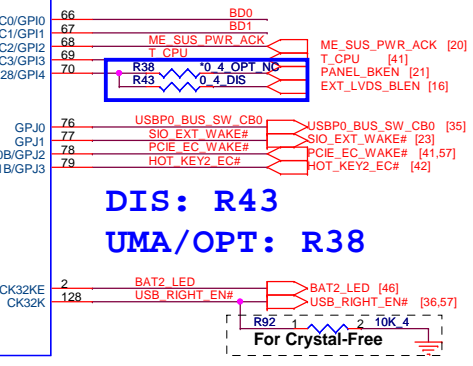 C0/GPI0 66 BD0
C1/GPI1 67 BD1
C2/GPI2 68 ME_SUS_PWR_ACK ME_SUS_PWR_ACK [20]
C3/GPI3 69 T_CPU T_CPU [41]
28/GPI4 70 R38 *0_4_OPT_NC PANEL_BKEN [21]
R43 0_4_DIS EXT_LVDS_BLEN [16]
GPJ0 76 USBP0_BUS_SW_CB0 USBP0_BUS_SW_CB0 [35]
GPJ1 77 SIO_EXT_WAKE# SIO_EXT_WAKE# [23]
0B/GPJ2 78 PCIE_EC_WAKE# PCIE_EC_WAKE# [41,57]
1B/GPJ3 79 HOT_KEY2_EC# HOT_KEY2_EC# [42]
DIS: R43
UMA/OPT: R38
CK32KE 2 BAT2_LED BAT2_LED [46]
CK32K 128 USB_RIGHT_EN# USB_RIGHT_EN# [36,57]
R92 1 2 10K_4
For Crystal-Free